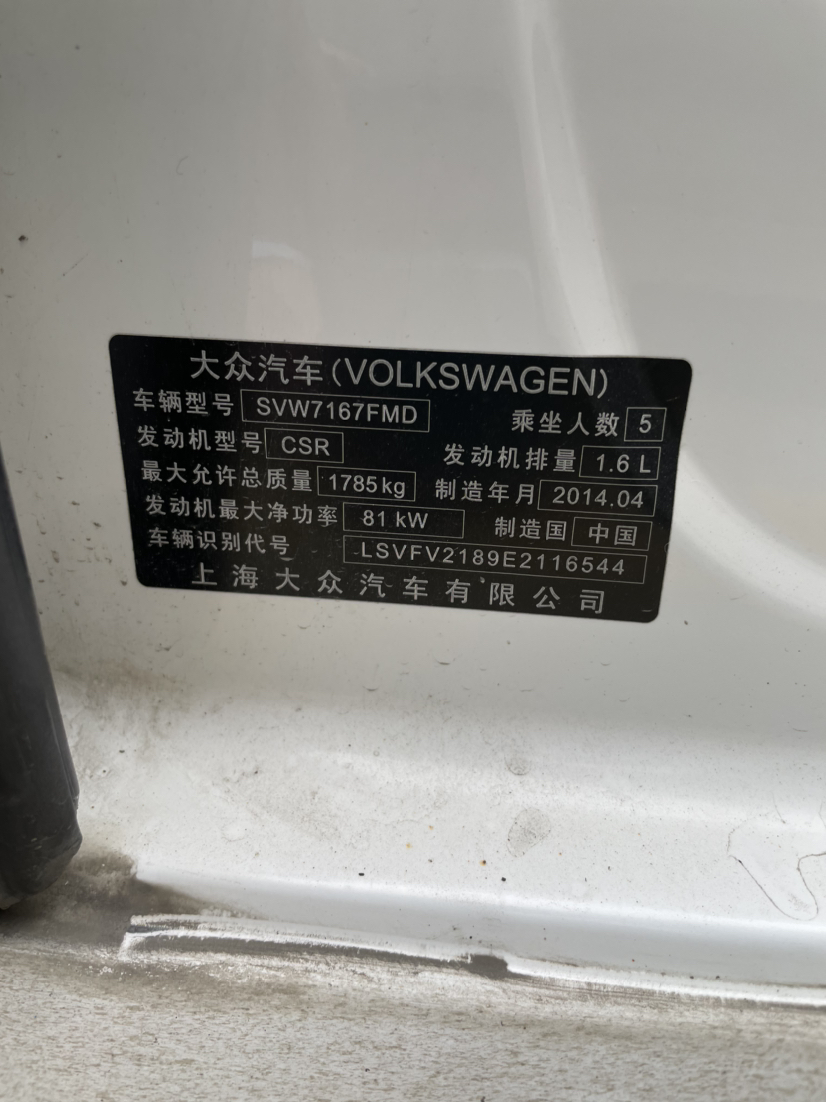 大众汽车(VOLKSWAGEN)
车辆型号 SVW7167FMD 乘坐人数 5
发动机型号 CSR 发动机排量 1.6 L
最大允许总质量 1785kg 制造年月 2014.04
发动机最大净功率 81 kW 制造国 中国
车辆识别代号 LSVFV2189E2116544
上海大众汽车有限公司